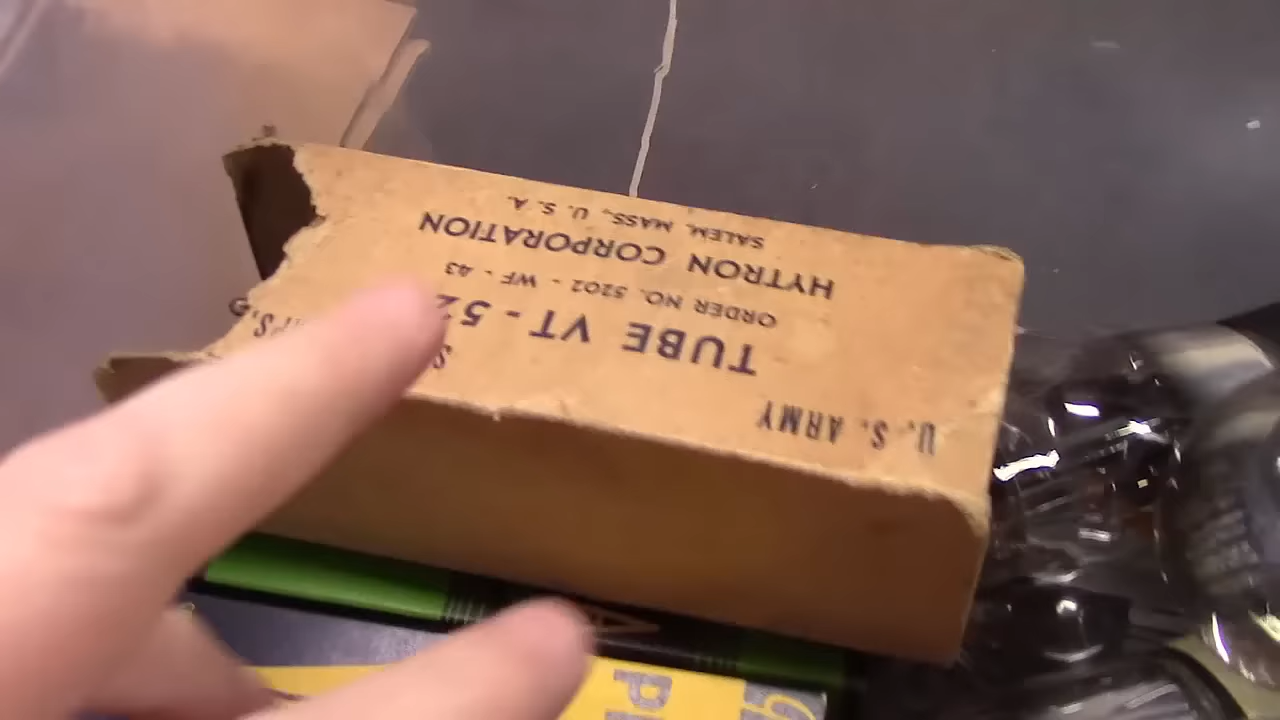 U. S. ARMY
TUBE VT - 52
ORDER NO. 5202 - WF - 43
HYTRON CORPORATION
SALEM, MASS., U. S. A.